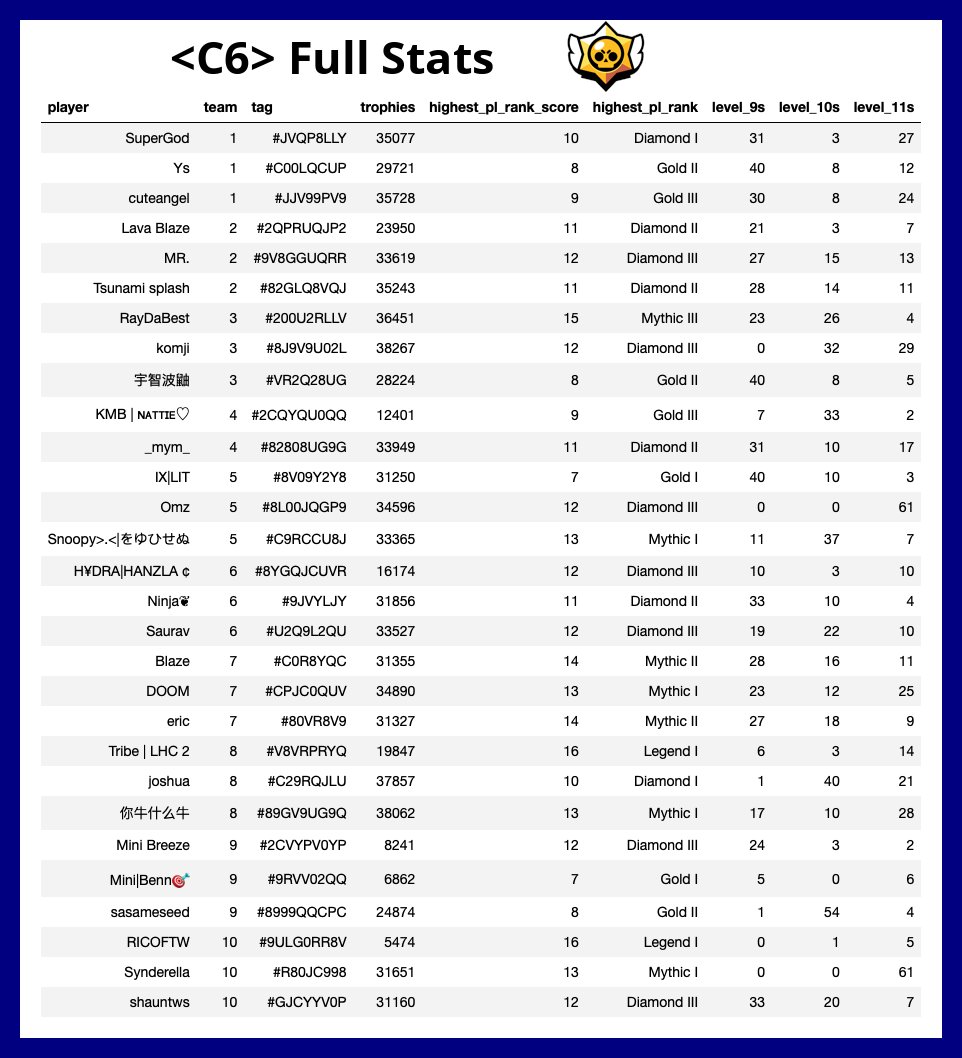 <C6> Full Stats
player team tag trophies highest_pl_rank_score highest_pl_rank level_9s level_10s level_11s
SuperGod 1 #JVQP8LLY 35077 10 Diamond I 31 3 27
Ys 1 #C00LQCUP 29721 8 Gold II 40 8 12
cuteangel 1 #JJV99PV9 35728 9 Gold III 30 8 24
Lava Blaze 2 #2QPRUQJP2 23950 11 Diamond II 21 3 7
MR. 2 #9V8GGUQRR 33619 12 Diamond III 27 15 13
Tsunami splash 2 #82GLQ8VQJ 35243 11 Diamond II 28 14 11
RayDaBest 3 #200U2RLLV 36451 15 Mythic III 23 26 4
komji 3 #8J9V9U02L 38267 12 Diamond III 0 32 29
宇智波鼬 3 #VR2Q28UG 28224 8 Gold II 40 8 5
KMB | ɴᴀᴛᴛɪᴇ♡ 4 #2CQYQU0QQ 12401 9 Gold III 7 33 2
_mym_ 4 #82808UG9G 33949 11 Diamond II 31 10 17
IX|LIT 5 #8V09Y2Y8 31250 7 Gold I 40 10 3
Omz 5 #8L00JQGP9 34596 12 Diamond III 0 0 61
Snoopy>.<|をゆひせぬ 5 #C9RCCU8J 33365 13 Mythic I 11 37 7
H¥DRA|HANZLA ¢ 6 #8YGQJCUVR 16174 12 Diamond III 10 3 10
Ninja❦ 6 #9JVYLJY 31856 11 Diamond II 33 10 4
Saurav 6 #U2Q9L2QU 33527 12 Diamond III 19 22 10
Blaze 7 #C0R8YQC 31355 14 Mythic II 28 16 11
DOOM 7 #CPJC0QUV 34890 13 Mythic I 23 12 25
eric 7 #80VR8V9 31327 14 Mythic II 27 18 9
Tribe | LHC 2 8 #V8VRPRYQ 19847 16 Legend I 6 3 14
joshua 8 #C29RQJLU 37857 10 Diamond I 1 40 21
你牛什么牛 8 #89GV9UG9Q 38062 13 Mythic I 17 10 28
Mini Breeze 9 #2CVYPV0YP 8241 12 Diamond III 24 3 2
Mini|Benn🎯 9 #9RVV02QQ 6862 7 Gold I 5 0 6
sasameseed 9 #8999QQCPC 24874 8 Gold II 1 54 4
RICOFTW 10 #9ULG0RR8V 5474 16 Legend I 0 1 5
Synderella 10 #R80JC998 31651 13 Mythic I 0 0 61
shauntws 10 #GJCYYV0P 31160 12 Diamond III 33 20 7